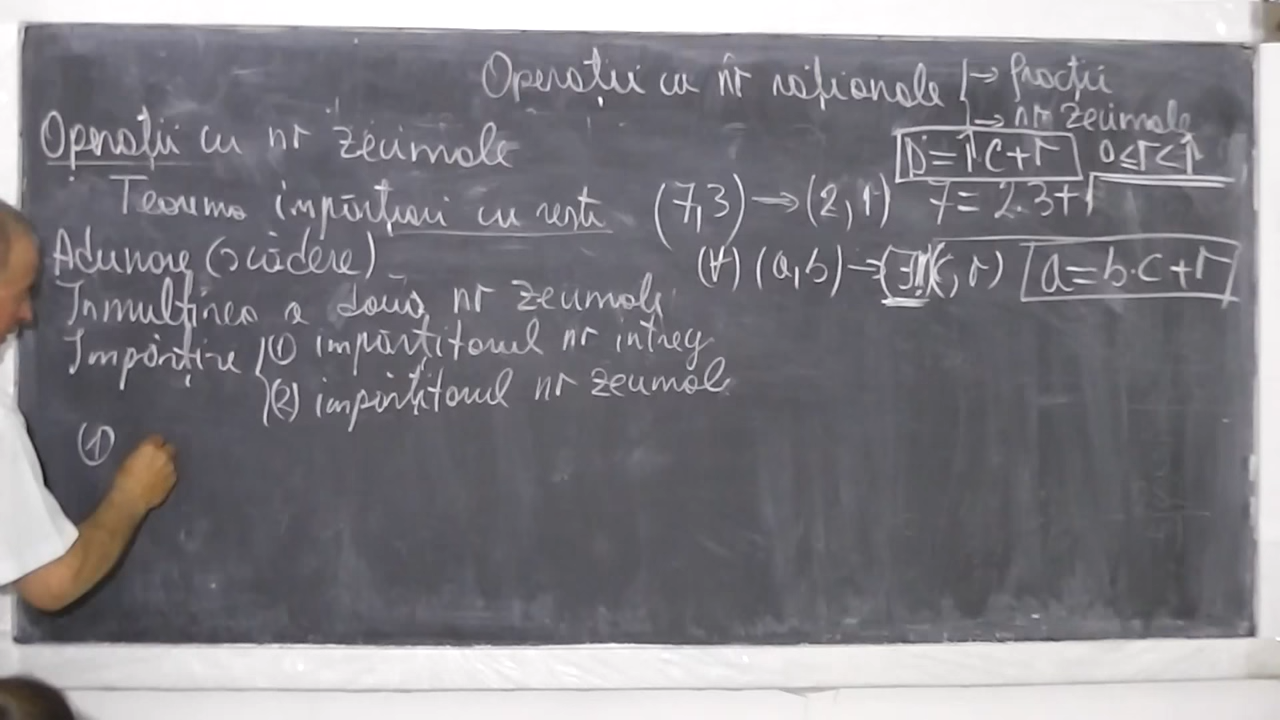 Operații cu nr raționale → fracții
→ nr zecimale
Operații cu nr zecimale
D=Î·C+r 0≤r<Î
Teorema împărțirii cu rest (7,3)→(2,1) 7=2·3+1
Adunare (scădere) (∀) (a,b)→(∃!)(c,r) a=b·c+r
Înmulțirea a două nr zecimale
Împărțire (1) împărțitorul nr întreg
(2) împărțitorul nr zecimal
(1)